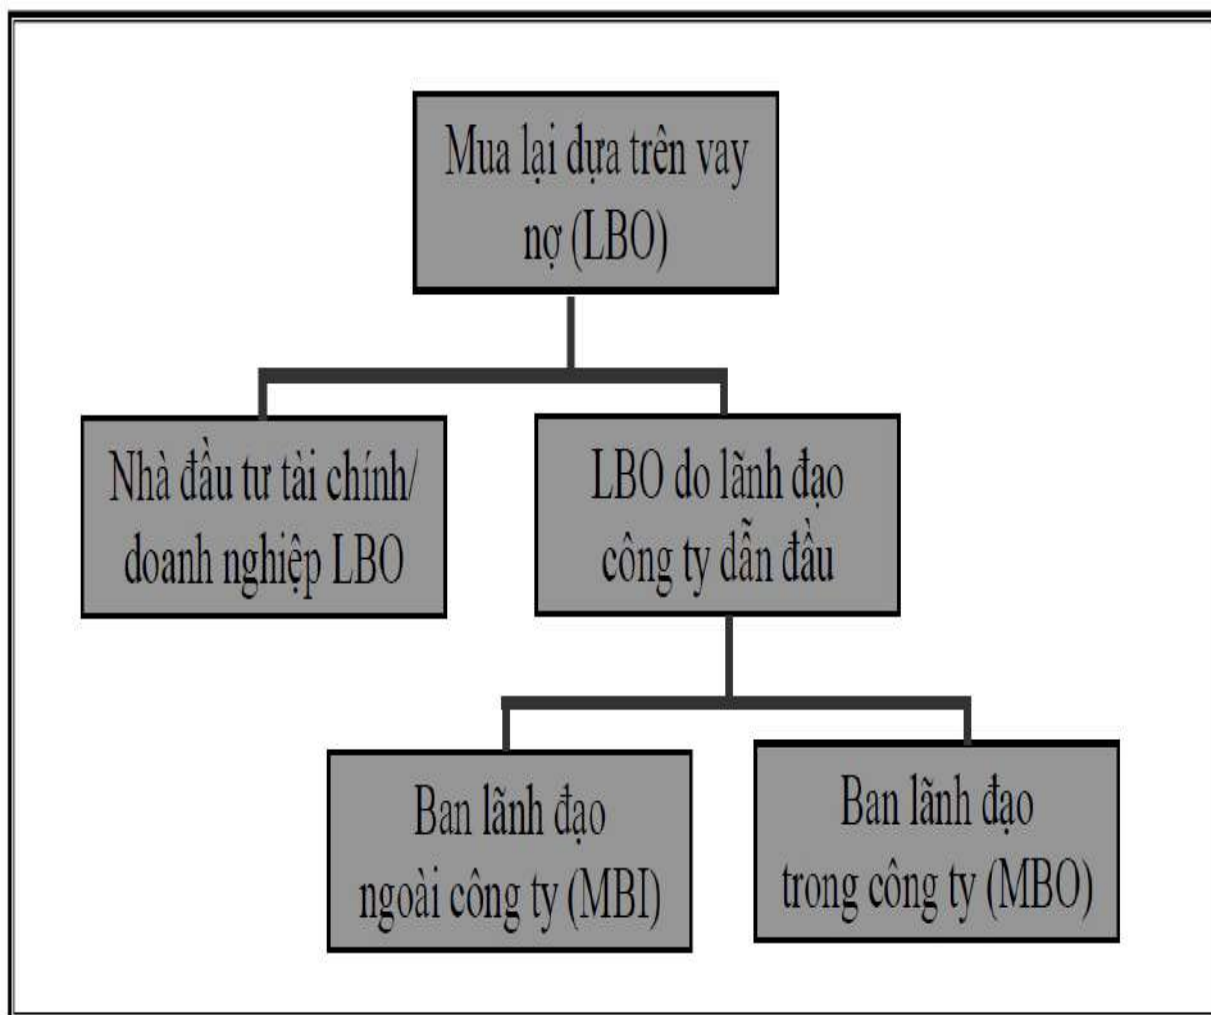 Mua lại dựa trên vay
nợ (LBO)
Nhà đầu tư tài chính/
doanh nghiệp LBO
LBO do lãnh đạo
công ty dẫn đầu
Ban lãnh đạo
ngoài công ty (MBI)
Ban lãnh đạo
trong công ty (MBO)